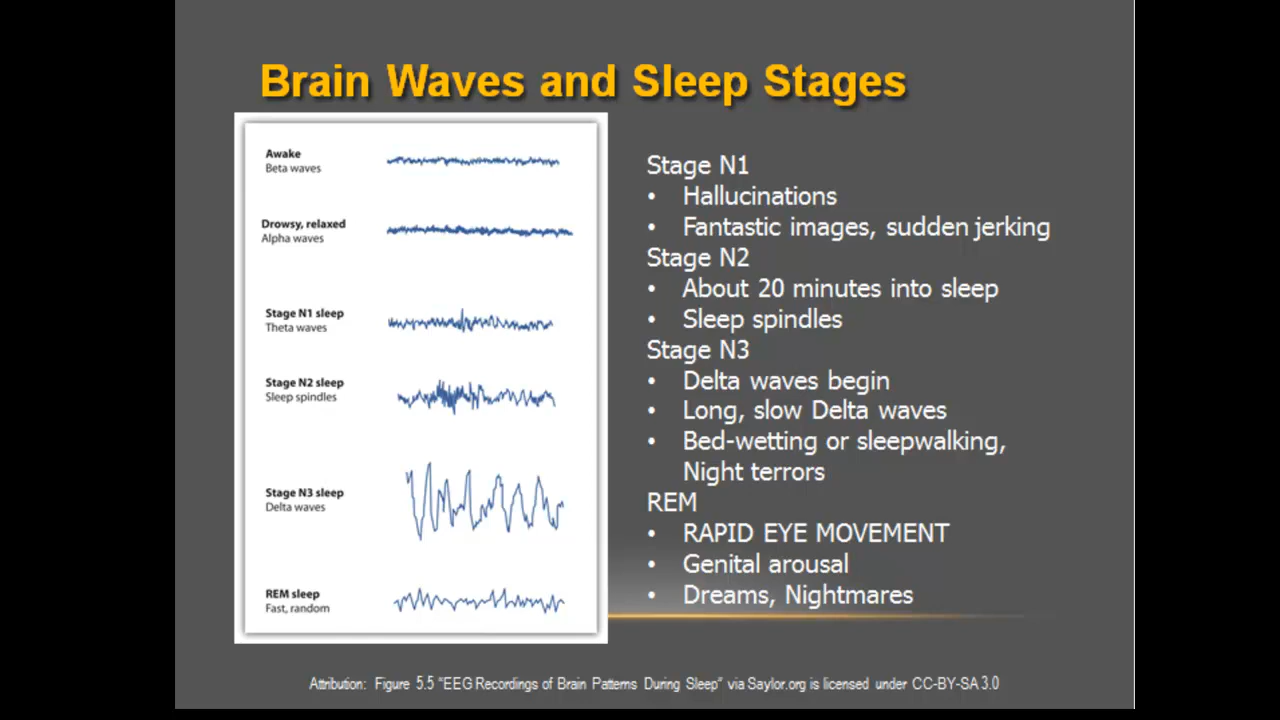 Brain Waves and Sleep Stages
Awake
Beta waves
Drowsy, relaxed
Alpha waves
Stage N1 sleep
Theta waves
Stage N2 sleep
Sleep spindles
Stage N3 sleep
Delta waves
REM sleep
Fast, random
Stage N1
• Hallucinations
• Fantastic images, sudden jerking
Stage N2
• About 20 minutes into sleep
• Sleep spindles
Stage N3
• Delta waves begin
• Long, slow Delta waves
• Bed-wetting or sleepwalking,
Night terrors
REM
• RAPID EYE MOVEMENT
• Genital arousal
• Dreams, Nightmares
Attribution: Figure 5.5 "EEG Recordings of Brain Patterns During Sleep" via Saylor.org is licensed under CC-BY-SA 3.0